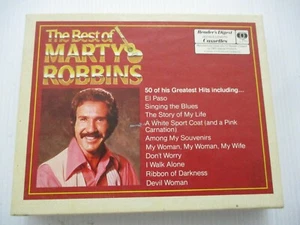 The Best of
MARTY
ROBBINS
Reader's Digest
Cassettes
50 of his Greatest Hits including...
El Paso
Singing the Blues
The Story of My Life
A White Sport Coat (and a Pink
Carnation)
Among My Souvenirs
My Woman, My Woman, My Wife
Don't Worry
I Walk Alone
Ribbon of Darkness
Devil Woman